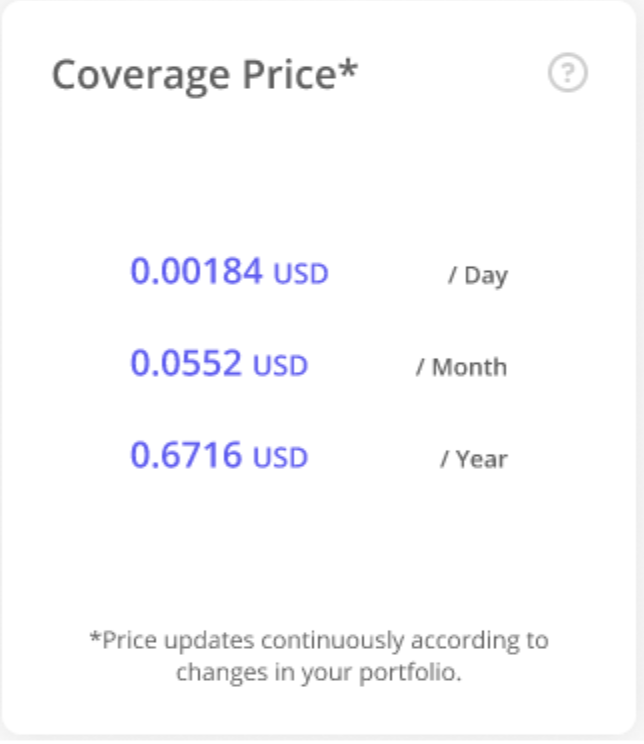 Coverage Price*
?
0.00184 USD / Day
0.0552 USD / Month
0.6716 USD / Year
*Price updates continuously according to
changes in your portfolio.